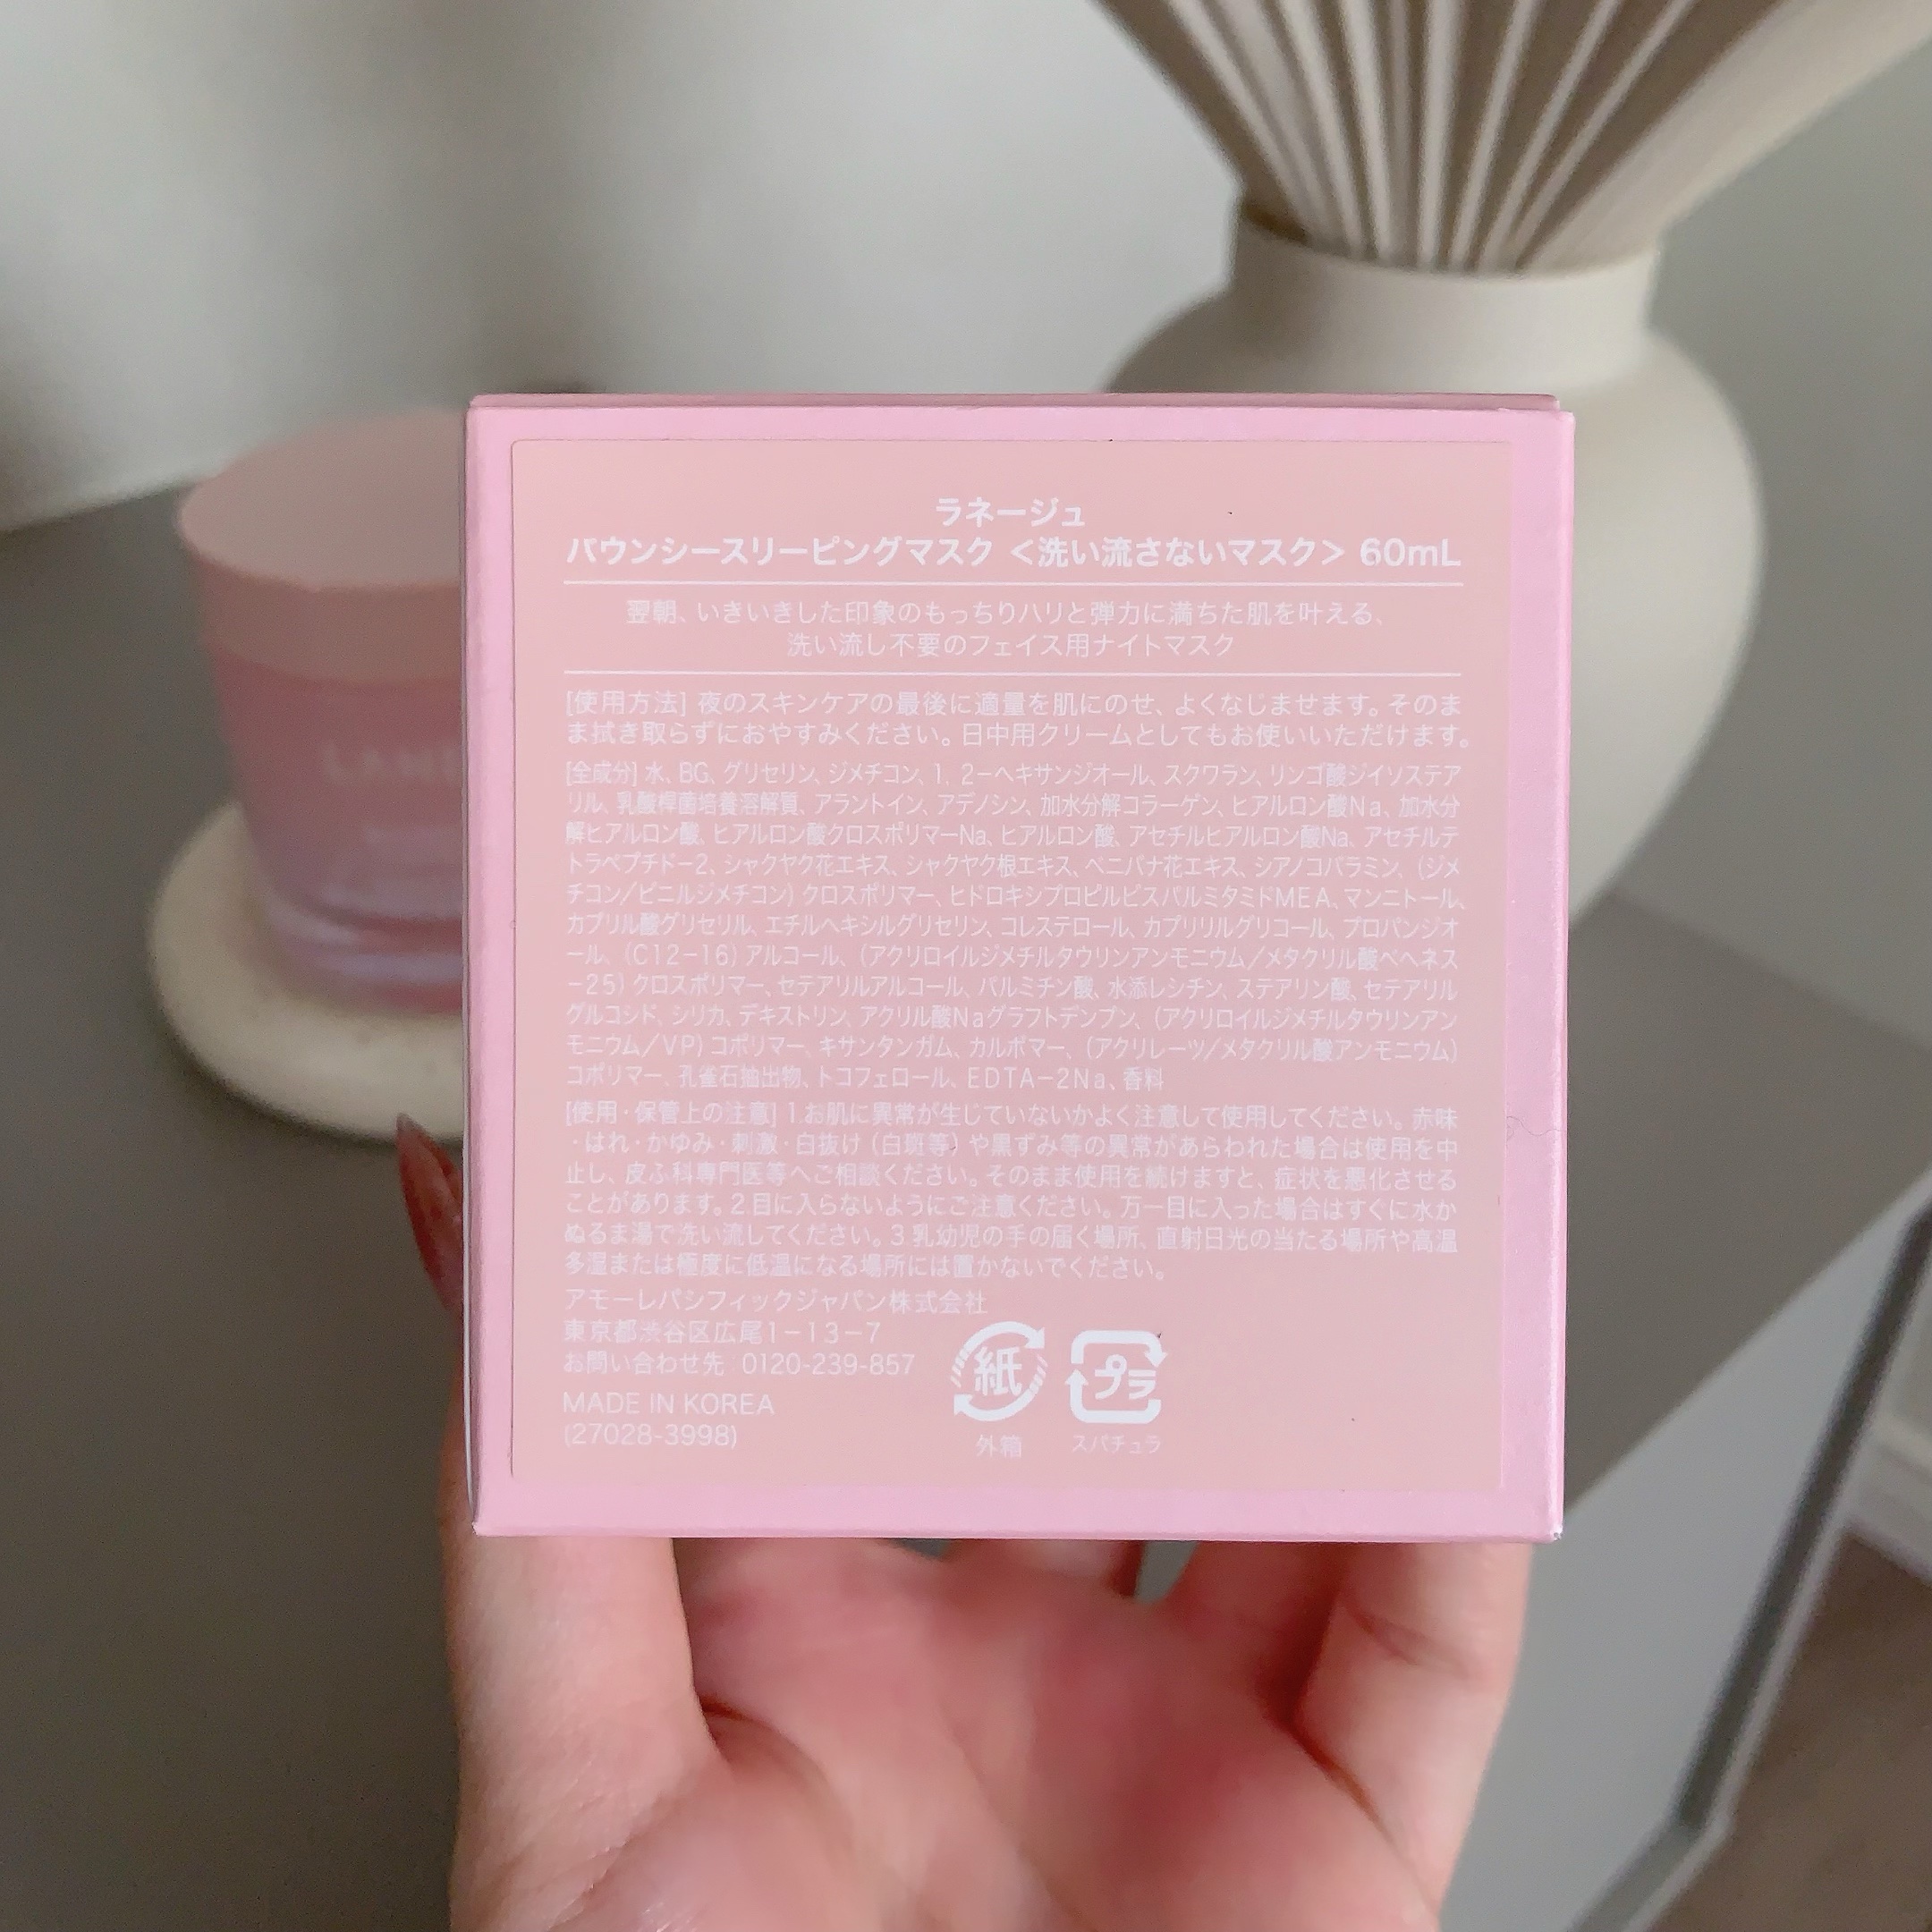 ラネージュ
バウンシースリーピングマスク <洗い流さないマスク> 60mL
翌朝、いきいきした印象のもっちりハリと弾力に満ちた肌を叶える、
洗い流し不要のフェイス用ナイトマスク
[使用方法] 夜のスキンケアの最後に適量を肌にのせ、よくなじませます。そのま
ま拭き取らずにおやすみください。日中用クリームとしてもお使いいただけます。
[全成分] 水、BG、グリセリン、ジメチコン、1, 2-ヘキサンジオール、スクワラン、リンゴ酸ジイソステア
リル、乳酸桿菌培養溶解質、アラントイン、アデノシン、加水分解コラーゲン、ヒアルロン酸Na、加水分
解ヒアルロン酸、ヒアルロン酸クロスポリマーNa、ヒアルロン酸、アセチルヒアルロン酸Na、アセチルテ
トラペプチド-2、シャクヤク花エキス、シャクヤク根エキス、ベニバナ花エキス、シアノコバラミン、(ジメ
チコン/ビニルジメチコン) クロスポリマー、ヒドロキシプロピルビスパルミタミドMEA、マンニトール、
カプリル酸グリセリル、エチルヘキシルグリセリン、コレステロール、カプリリルグリコール、プロパンジオ
ール、(C12-16) アルコール、(アクリロイルジメチルタウリンアンモニウム/メタクリル酸ベヘネス
-25) クロスポリマー、セテアリルアルコール、パルミチン酸、水添レシチン、ステアリン酸、セテアリル
グルコシド、シリカ、デキストリン、アクリル酸Naグラフトデンプン、(アクリロイルジメチルタウリンアン
モニウム/VP) コポリマー、キサンタンガム、カルボマー、(アクリレーツ/メタクリル酸アンモニウム)
コポリマー、孔雀石抽出物、トコフェロール、EDTA-2Na、香料
[使用・保管上の注意] 1.お肌に異常が生じていないかよく注意して使用してください。赤味
・はれ・かゆみ・刺激・白抜け (白斑等) や黒ずみ等の異常があらわれた場合は使用を中
止し、皮ふ科専門医等へご相談ください。そのまま使用を続けますと、症状を悪化させる
ことがあります。2.目に入らないようにご注意ください。万一目に入った場合はすぐに水か
ぬるま湯で洗い流してください。3.乳幼児の手の届く場所、直射日光の当たる場所や高温
多湿または極度に低温になる場所には置かないでください。
アモーレパシフィックジャパン株式会社
東京都渋谷区広尾1-13-7
お問い合わせ先:0120-239-857
MADE IN KOREA
(27028-3998)
紙
外箱
プラ
スパチュラ